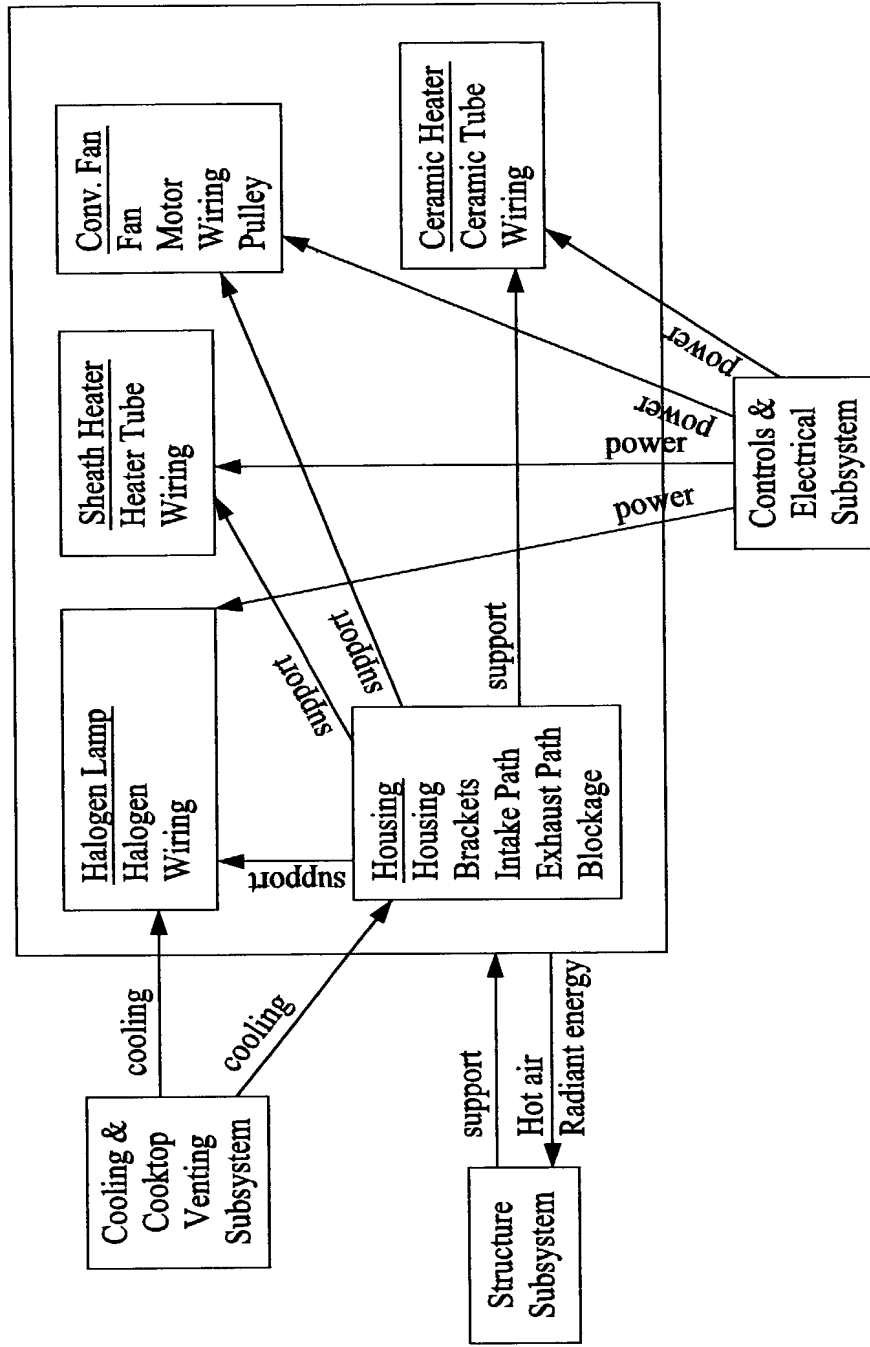 Cooling &
Cooktop
Venting
Subsystem
cooling
cooling
Halogen Lamp
Halogen
Wiring
Sheath Heater
Heater Tube
Wiring
Conv. Fan
Fan
Motor
Wiring
Pulley
support
support
support
Housing
Housing
Brackets
Intake Path
Exhaust Path
Blockage
support
Ceramic Heater
Ceramic Tube
Wiring
Structure
Subsystem
support
Hot air
Radiant energy
power
power
power
power
Controls &
Electrical
Subsystem